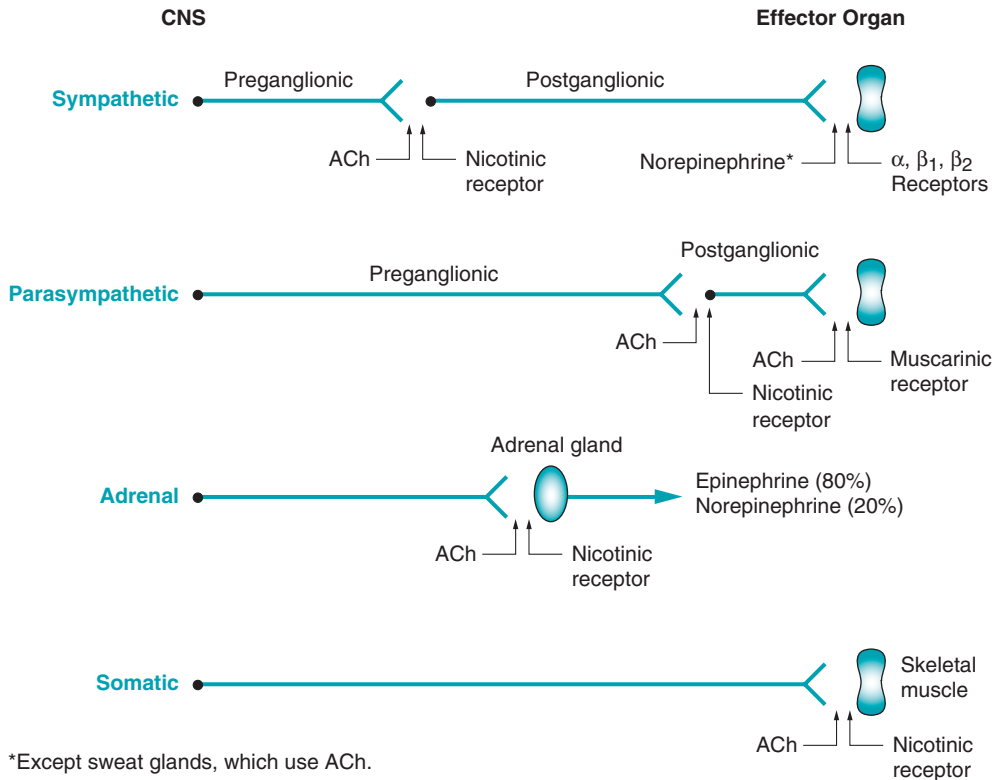 CNS
Effector Organ
Preganglionic
Postganglionic
Sympathetic
ACh
Nicotinic
receptor
Norepinephrine*
α, β1, β2
Receptors
Postganglionic
Preganglionic
Parasympathetic
ACh
Nicotinic
receptor
ACh
Muscarinic
receptor
Adrenal gland
Adrenal
Epinephrine (80%)
Norepinephrine (20%)
ACh
Nicotinic
receptor
Somatic
Skeletal
muscle
ACh
Nicotinic
receptor
*Except sweat glands, which use ACh.